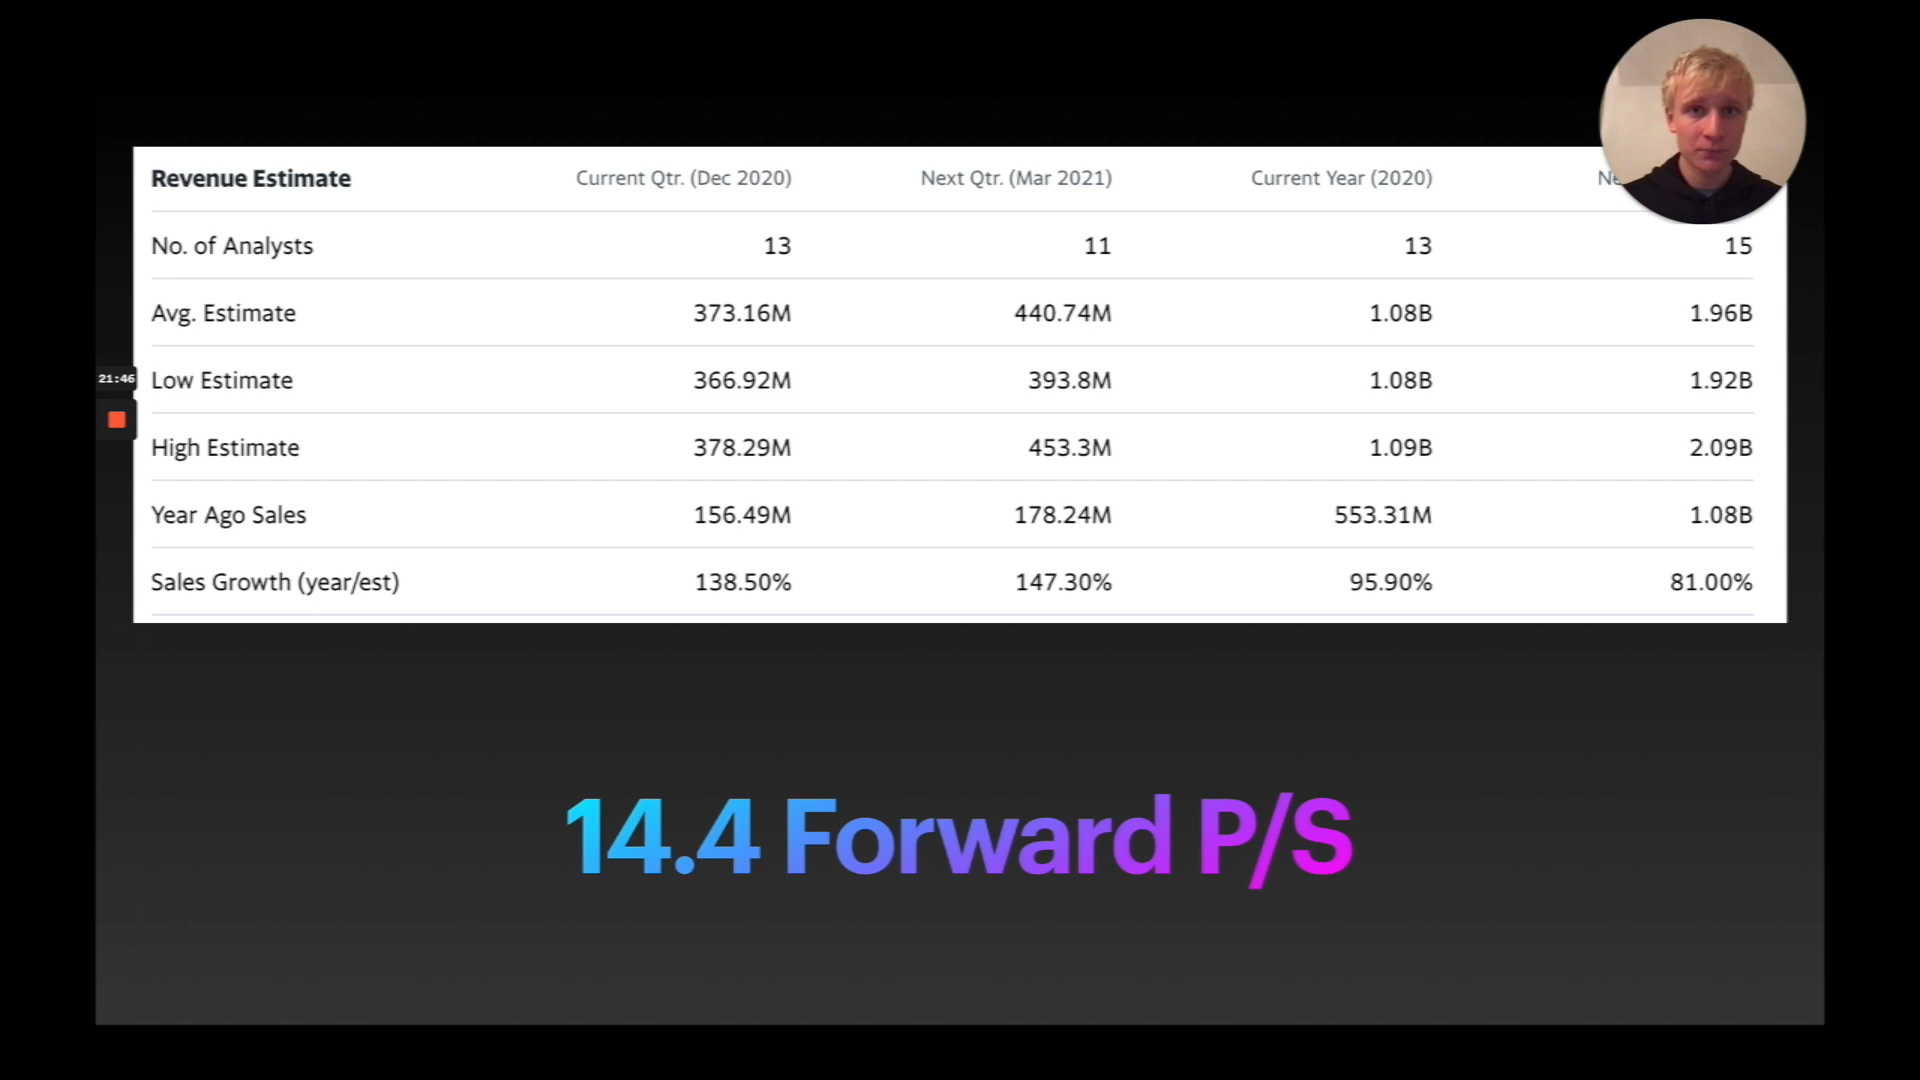 Revenue Estimate Current Qtr. (Dec 2020) Next Qtr. (Mar 2021) Current Year (2020)
No. of Analysts 13 11 13 15
Avg. Estimate 373.16M 440.74M 1.08B 1.96B
21:46
Low Estimate 366.92M 393.8M 1.08B 1.92B
High Estimate 378.29M 453.3M 1.09B 2.09B
Year Ago Sales 156.49M 178.24M 553.31M 1.08B
Sales Growth (year/est) 138.50% 147.30% 95.90% 81.00%
14.4 Forward P/S